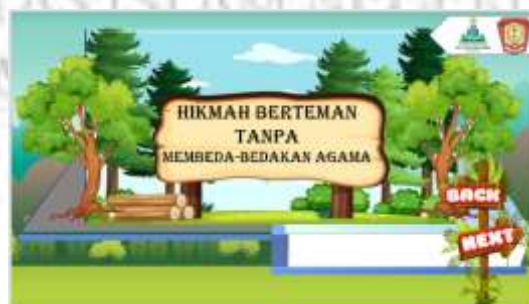 HIKMAH BERTEMAN
TANPA
MEMBEDA-BEDAKAN AGAMA
BACK
NEXT